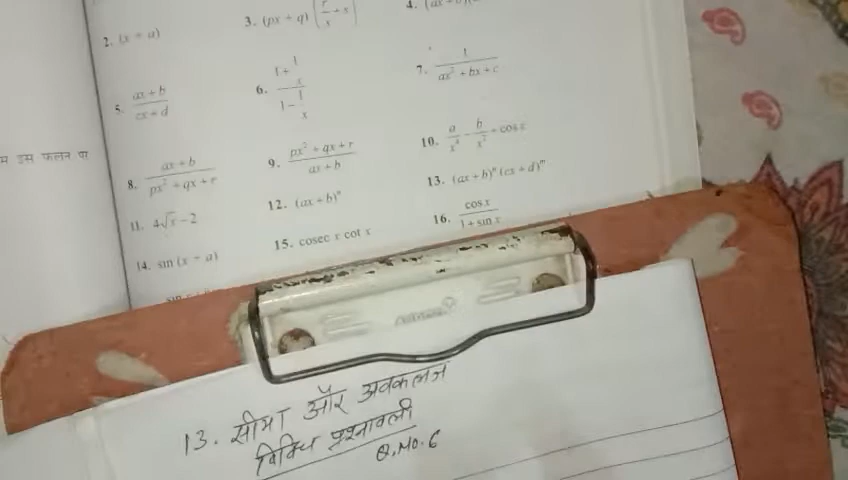 2. (x + a)
3. (px + q) (r/s + s)
4. (ax + b)(
5. ax + b / cx + d
6. 1 + 1/x / 1 − 1/x
7. 1 / ax² + bx + c
8. ax + b / px² + qx + r
9. px² + qx + r / ax + b
10. a/x⁴ − b/x² + cos x
11. 4√x − 2
12. (ax + b)ⁿ
13. (ax + b)ⁿ (cx + d)ᵐ
14. sin (x + a)
15. cosec x cot x
16. cos x / 1 + sin x
13. सीमा और अवकलज
विविध प्रश्नावली
Q.NO. 6